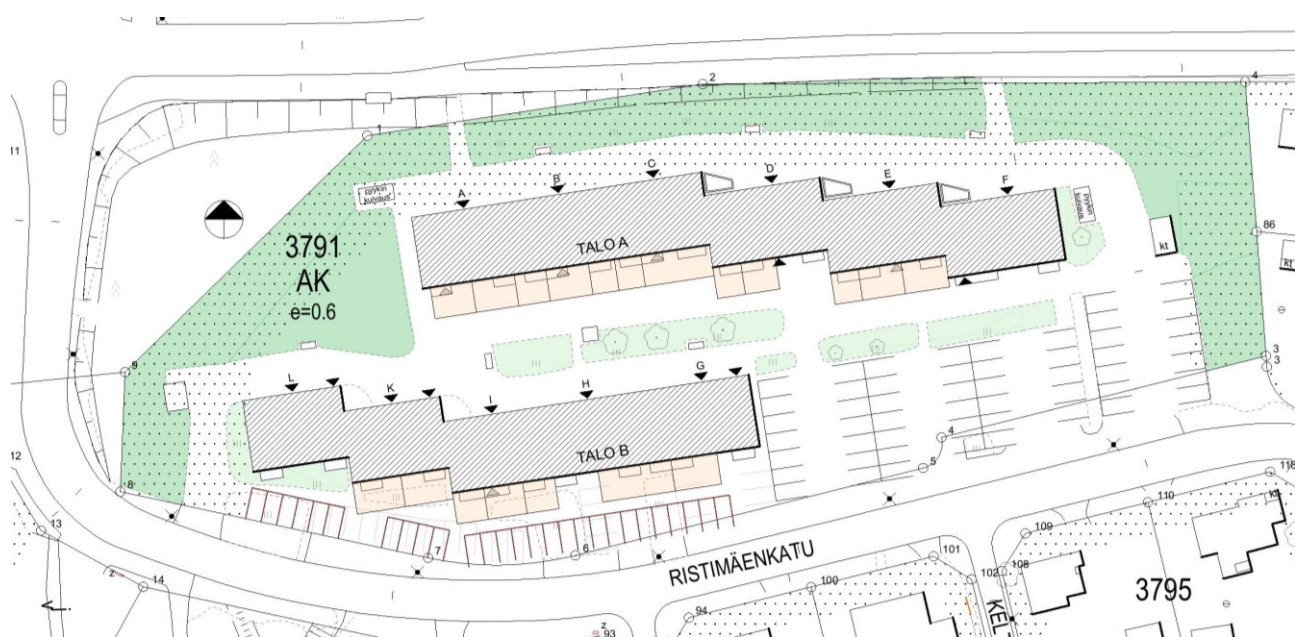 2
4
1
11
C
B
D
A
E
F
pyykin
kuivaus
pyykin
kuivaus
86
3791
AK
e=0.6
TALO A
kt
kt
3
3
9
L
K
I
H
G
4
TALO B
5
12
8
118
kt
110
13
109
7
6
RISTIMÄENKATU
101
102
108
14
z
100
3795
KEL
94
z
93